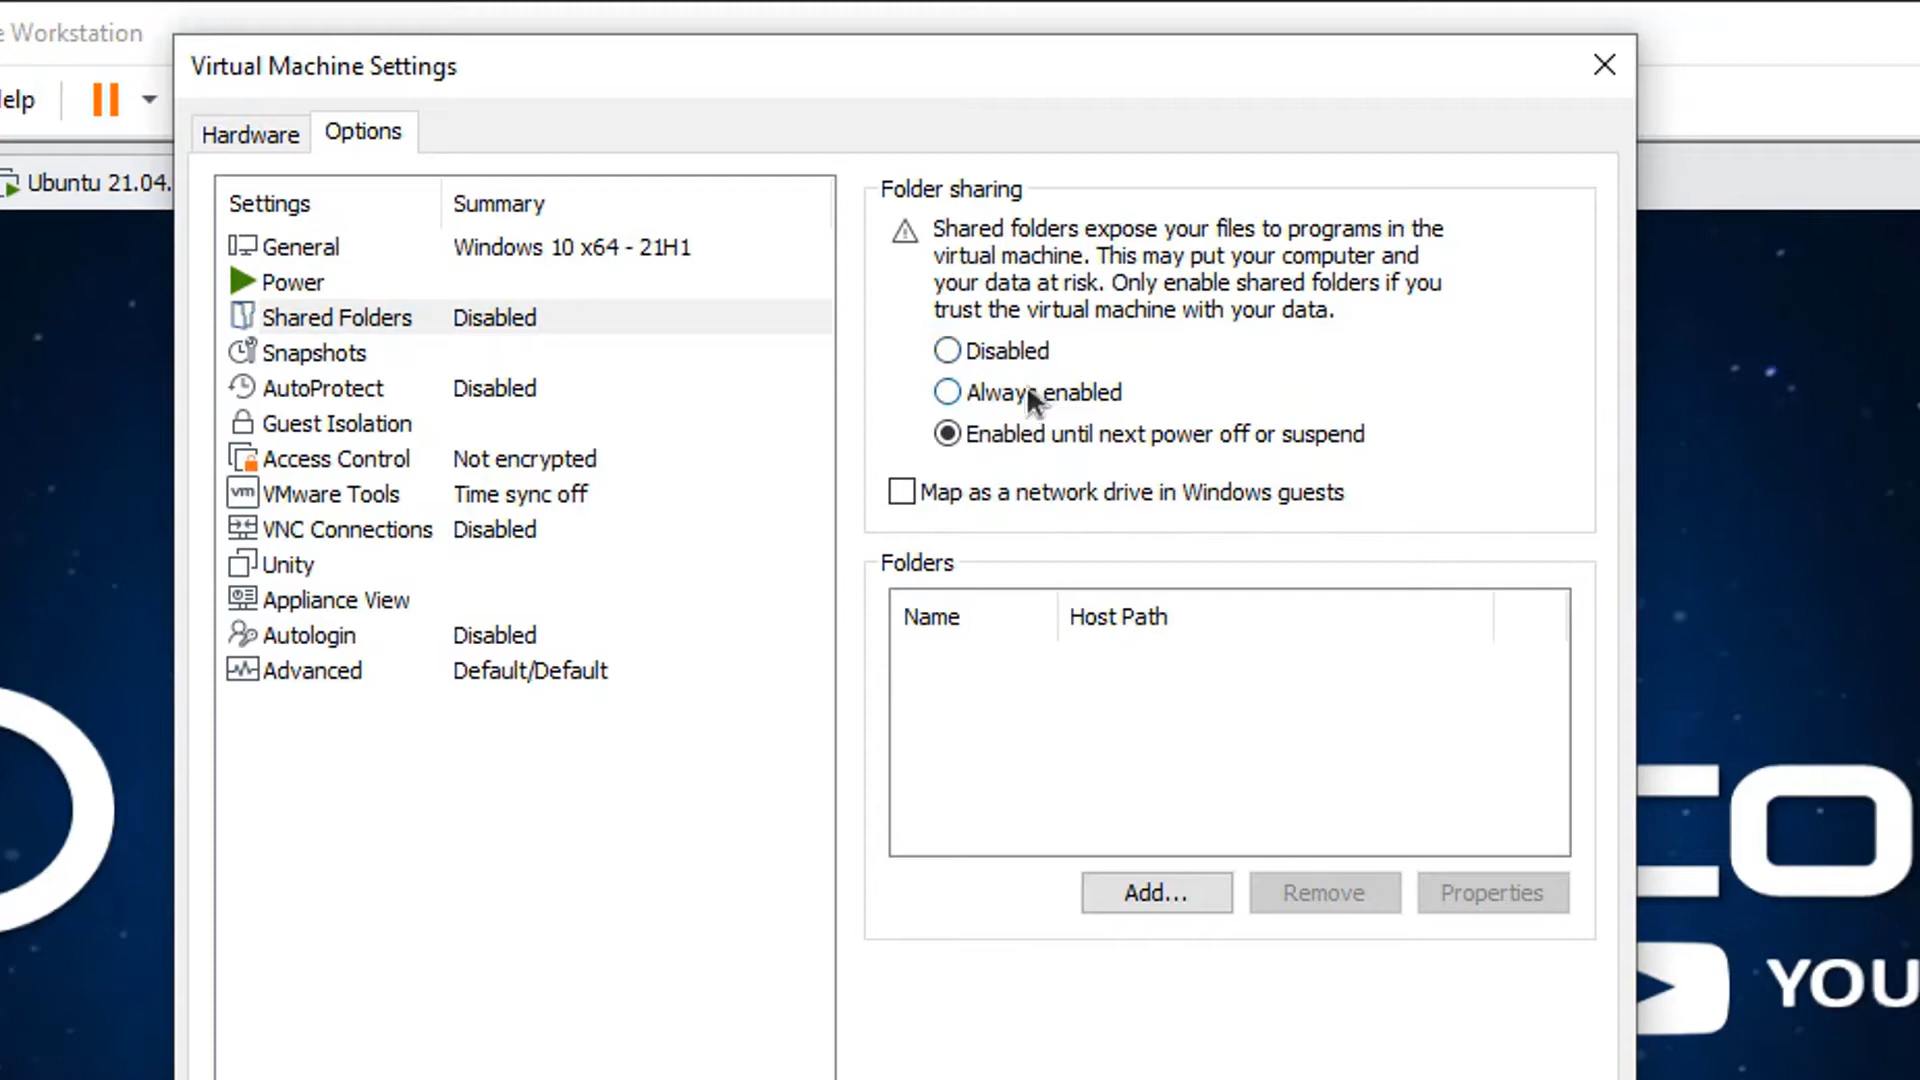 e Workstation
Virtual Machine Settings
elp
Hardware
Options
Ubuntu 21.04.
Settings
Summary
General
Windows 10 x64 - 21H1
Power
Shared Folders
Disabled
Snapshots
AutoProtect
Disabled
Guest Isolation
Access Control
Not encrypted
vm
VMware Tools
Time sync off
VNC Connections
Disabled
Unity
Appliance View
Autologin
Disabled
Advanced
Default/Default
Folder sharing
Shared folders expose your files to programs in the
virtual machine. This may put your computer and
your data at risk. Only enable shared folders if you
trust the virtual machine with your data.
Disabled
Always enabled
Enabled until next power off or suspend
Map as a network drive in Windows guests
Folders
Name
Host Path
Add...
Remove
Properties
CO
YOU